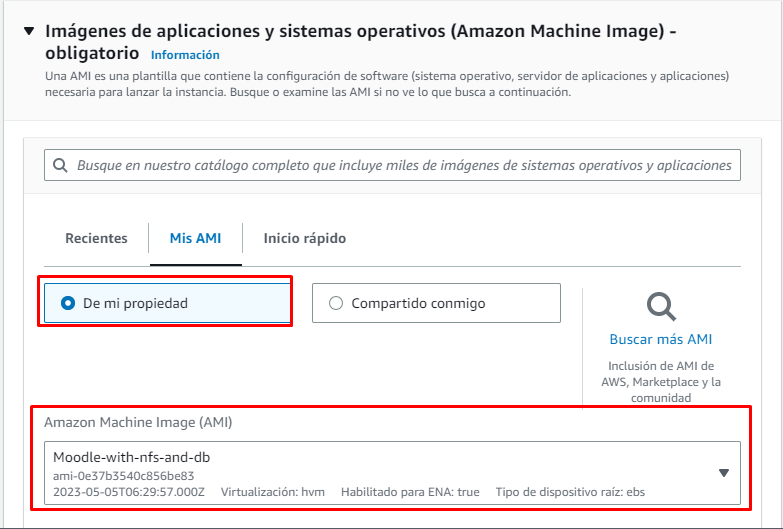 Imágenes de aplicaciones y sistemas operativos (Amazon Machine Image) -
obligatorio Información
Una AMI es una plantilla que contiene la configuración de software (sistema operativo, servidor de aplicaciones y aplicaciones)
necesaria para lanzar la instancia. Busque o examine las AMI si no ve lo que busca a continuación.
Busque en nuestro catálogo completo que incluye miles de imágenes de sistemas operativos y aplicaciones
Recientes Mis AMI Inicio rápido
De mi propiedad Compartido conmigo
Buscar más AMI
Inclusión de AMI de
AWS, Marketplace y la
comunidad
Amazon Machine Image (AMI)
Moodle-with-nfs-and-db
ami-0e37b3540c856be83
2023-05-05T06:29:57.000Z Virtualización: hvm Habilitado para ENA: true Tipo de dispositivo raíz: ebs